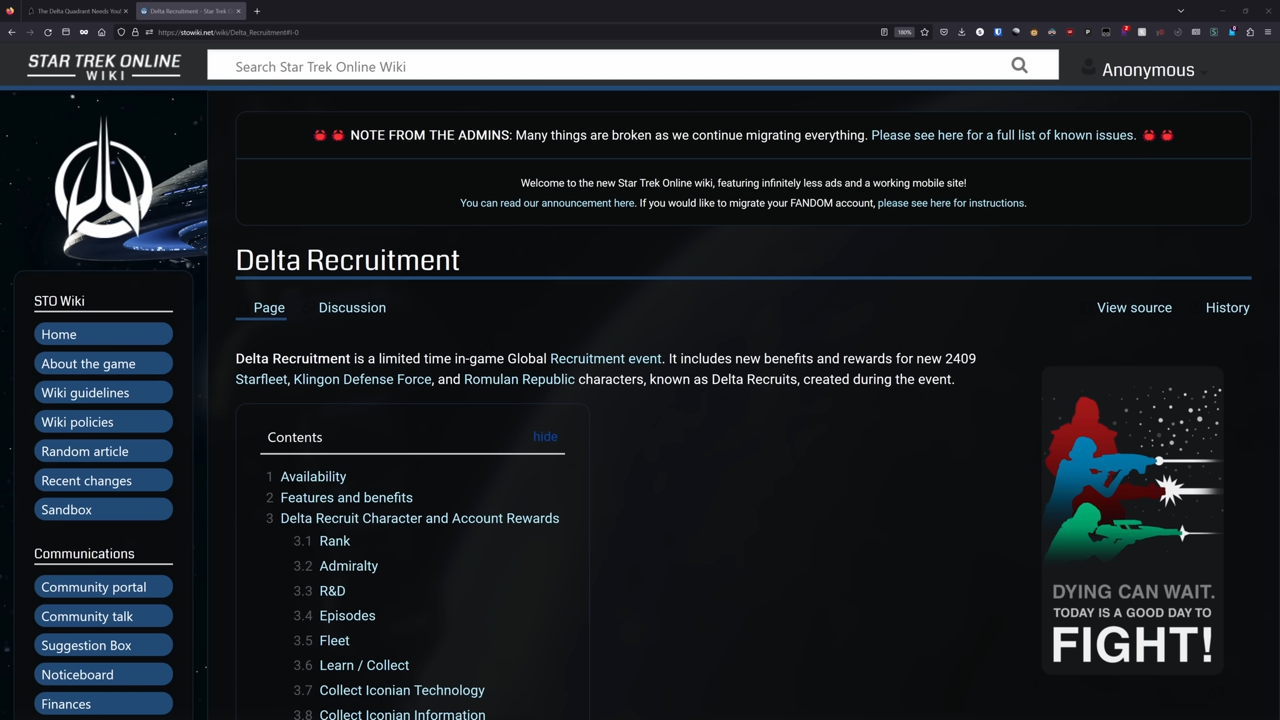 The Delta Quadrant Needs You!
Delta Recruitment - Star Trek O
https://stowiki.net/wiki/Delta_Recruitment#I-0
180%
STAR TREK ONLINE
WIKI
Search Star Trek Online Wiki
Anonymous
NOTE FROM THE ADMINS: Many things are broken as we continue migrating everything. Please see here for a full list of known issues.
Welcome to the new Star Trek Online wiki, featuring infinitely less ads and a working mobile site!
You can read our announcement here. If you would like to migrate your FANDOM account, please see here for instructions.
Delta Recruitment
Page
Discussion
View source
History
Delta Recruitment is a limited time in-game Global Recruitment event. It includes new benefits and rewards for new 2409
Starfleet, Klingon Defense Force, and Romulan Republic characters, known as Delta Recruits, created during the event.
Contents
hide
1 Availability
2 Features and benefits
3 Delta Recruit Character and Account Rewards
3.1 Rank
3.2 Admiralty
3.3 R&D
3.4 Episodes
3.5 Fleet
3.6 Learn / Collect
3.7 Collect Ionian Technology
3.8 Collect Iconian Information
DYING CAN WAIT.
TODAY IS A GOOD DAY TO
FIGHT!
STO Wiki
Home
About the game
Wiki guidelines
Wiki policies
Random article
Recent changes
Sandbox
Communications
Community portal
Community talk
Suggestion Box
Noticeboard
Finances